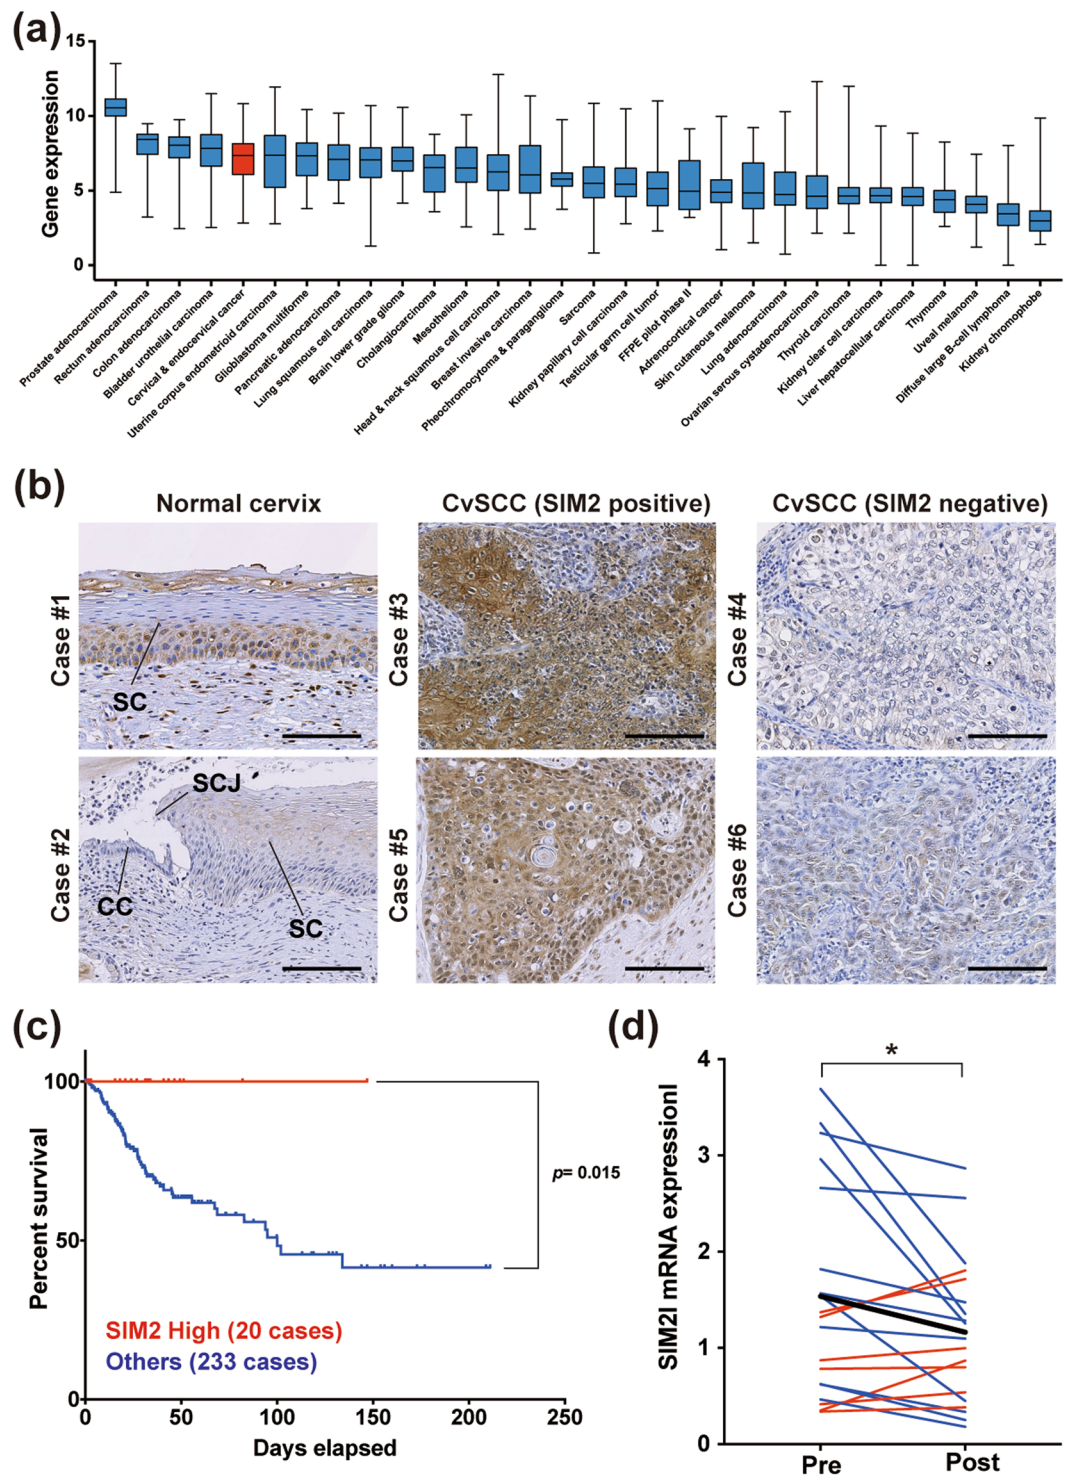 (a)
Gene expression
15
10
5
0
Prostate adenocarcinoma
Rectum adenocarcinoma
Colon adenocarcinoma
Bladder urothelial carcinoma
Cervical & endocervical cancer
Uterine corpus endometrioid carcinoma
Glioblastoma multiforme
Pancreatic adenocarcinoma
Lung squamous cell carcinoma
Brain lower grade glioma
Cholangiocarcinoma
Mesothelioma
Head & neck squamous cell carcinoma
Breast invasive carcinoma
Pheochromocytoma & paraganglioma
Sarcoma
Kidney papillary cell carcinoma
Testicular germ cell tumor
FFPE pilot phase II
Adrenocortical cancer
Skin cutaneous melanoma
Lung adenocarcinoma
Ovarian serous cystadenocarcinoma
Thyroid carcinoma
Kidney clear cell carcinoma
Liver hepatocellular carcinoma
Thymoma
Uveal melanoma
Diffuse large B-cell lymphoma
Kidney chromophobe
(b)
Normal cervix
CvSCC (SIM2 positive)
CvSCC (SIM2 negative)
Case #1
SC
Case #3
Case #4
Case #2
SCJ
CC
SC
Case #5
Case #6
(c)
Percent survival
100
50
0
p= 0.015
SIM2 High (20 cases)
Others (233 cases)
0 50 100 150 200 250
Days elapsed
(d)
SIM2l mRNA expressionl
*
4
3
2
1
0
Pre Post